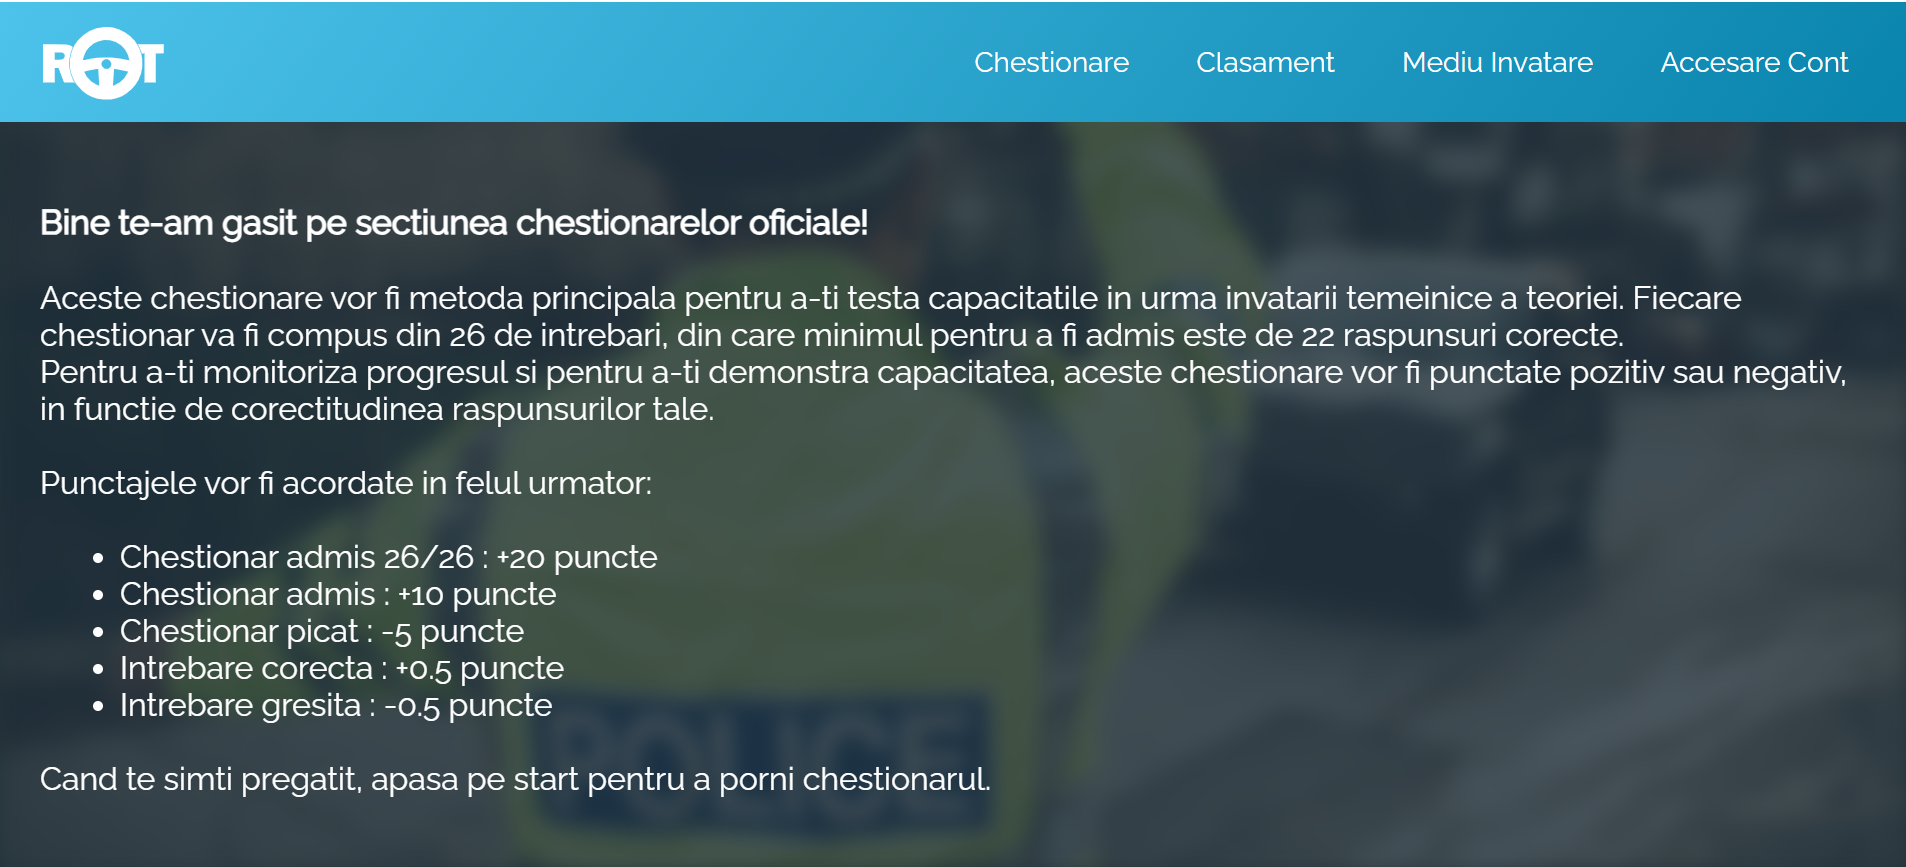 ROT
Chestionare
Clasament
Mediu Invatare
Accesare Cont
Bine te-am gasit pe sectiunea chestionarelor oficiale!
Aceste chestionare vor fi metoda principala pentru a-ti testa capacitatile in urma invatarii temeinice a teoriei. Fiecare
chestionar va fi compus din 26 de intrebari, din care minimul pentru a fi admis este de 22 raspunsuri corecte.
Pentru a-ti monitoriza progresul si pentru a-ti demonstra capacitatea, aceste chestionare vor fi punctate pozitiv sau negativ,
in functie de corectitudinea raspunsurilor tale.
Punctajele vor fi acordate in felul urmator:
• Chestionar admis 26/26 : +20 puncte
• Chestionar admis : +10 puncte
• Chestionar picat : -5 puncte
• Intrebare corecta : +0.5 puncte
• Intrebare gresita : -0.5 puncte
POLICE
Cand te simti pregatit, apasa pe start pentru a porni chestionarul.